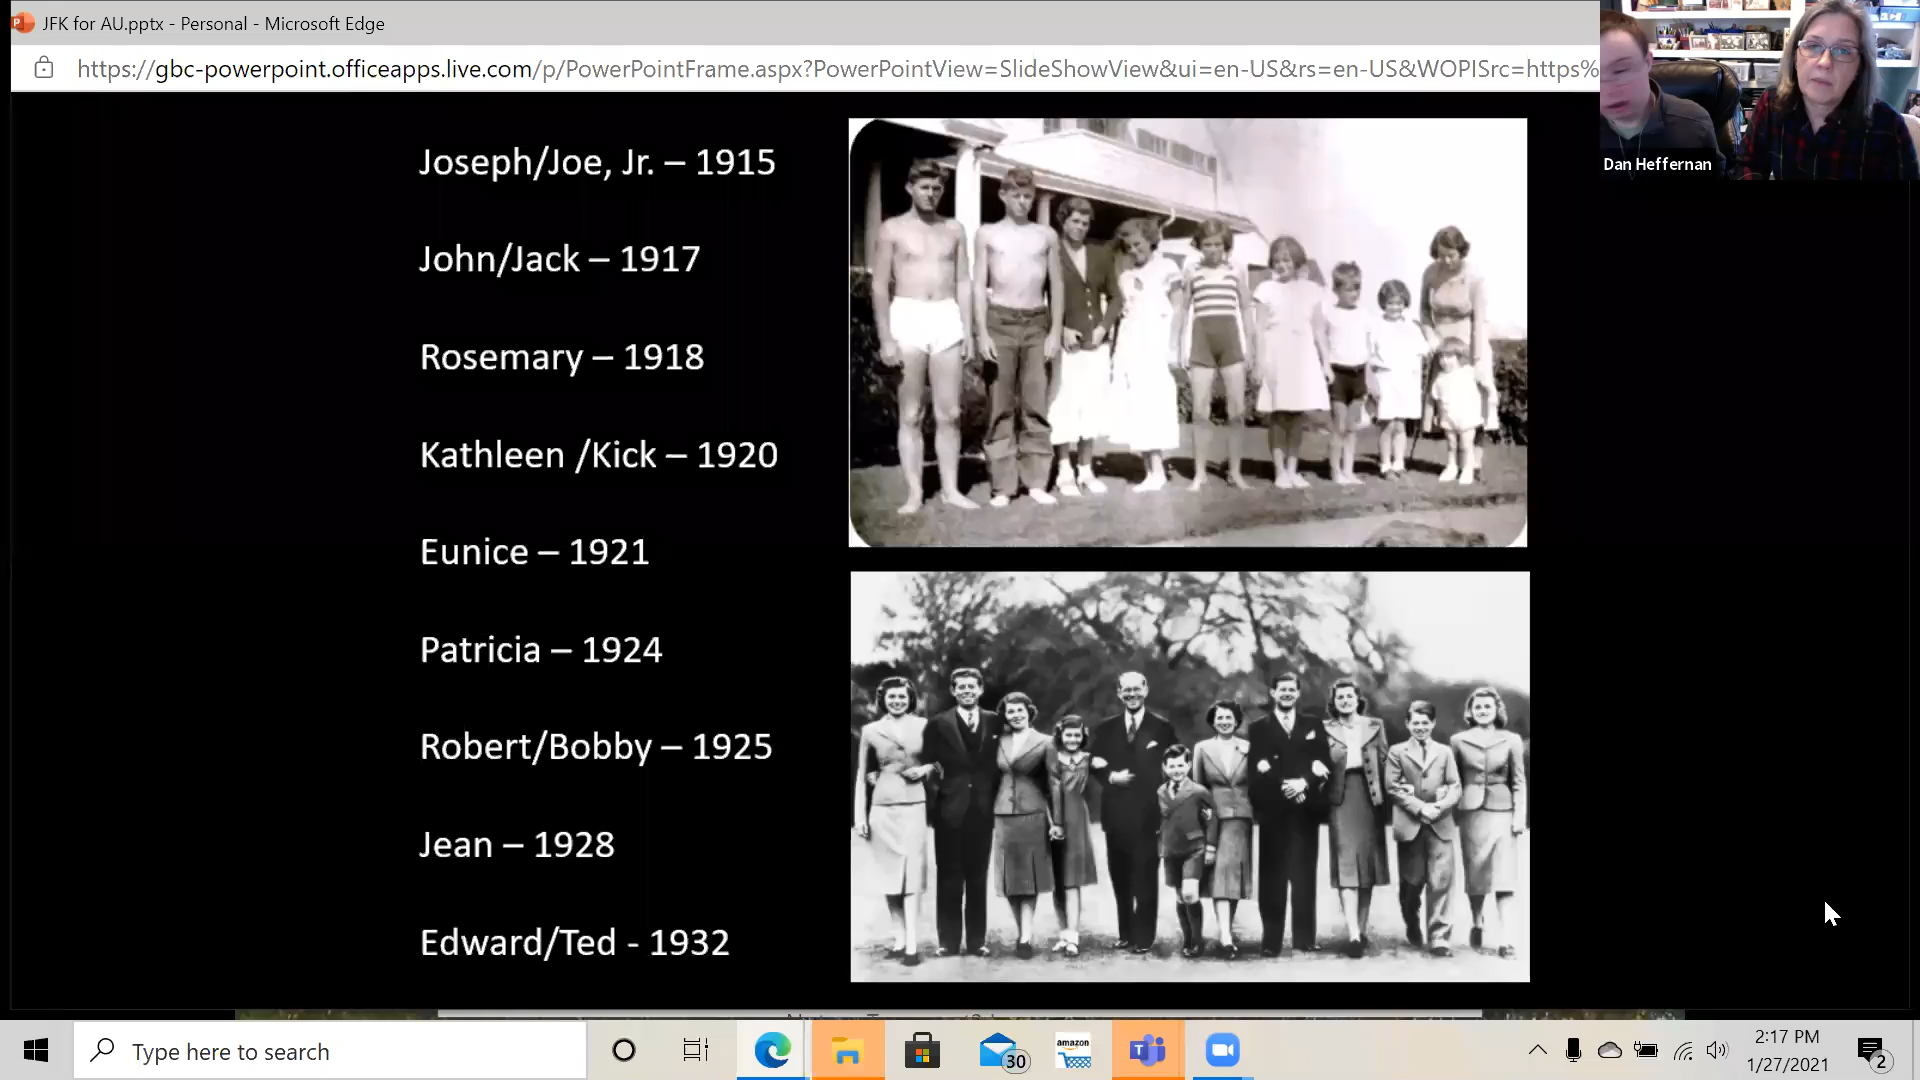 JFK for AU.pptx - Personal - Microsoft Edge
https://gbc-powerpoint.officeapps.live.com/p/PowerPointFrame.aspx?PowerPointView=SlideShowView&ui=en-US&rs=en-US&WOPISrc=https%
Dan Heffernan
Joseph/Joe, Jr. – 1915
John/Jack – 1917
Rosemary – 1918
Kathleen /Kick – 1920
Eunice – 1921
Patricia – 1924
Robert/Bobby – 1925
Jean – 1928
Edward/Ted - 1932
Type here to search
30
amazon
2:17 PM
1/27/2021
2